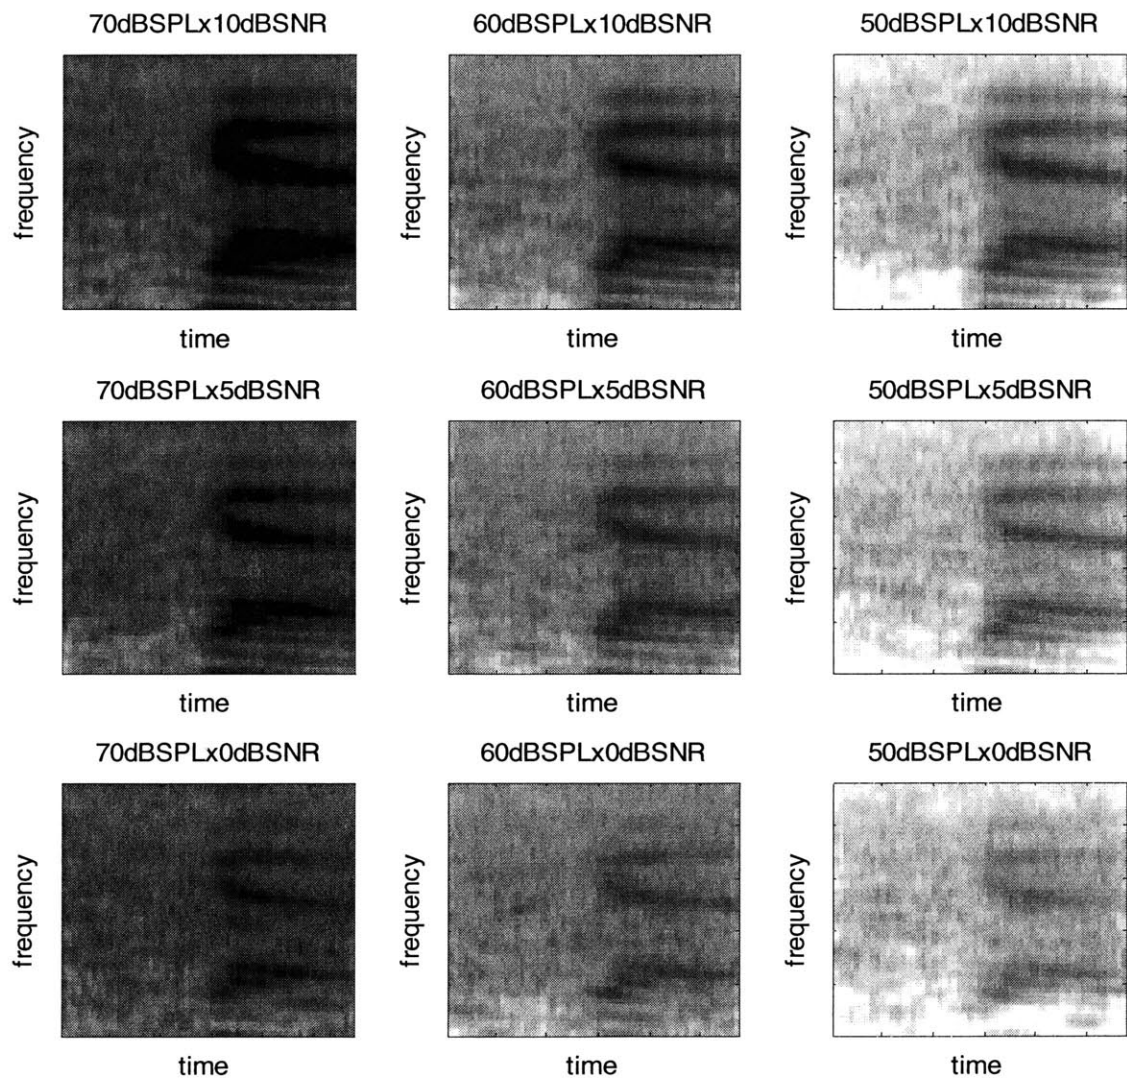 70dBSPLx10dBSNR 60dBSPLx10dBSNR 50dBSPLx10dBSNR
frequency frequency frequency
time time time
70dBSPLx5dBSNR 60dBSPLx5dBSNR 50dBSPLx5dBSNR
frequency frequency frequency
time time time
70dBSPLx0dBSNR 60dBSPLx0dBSNR 50dBSPLx0dBSNR
frequency frequency frequency
time time time